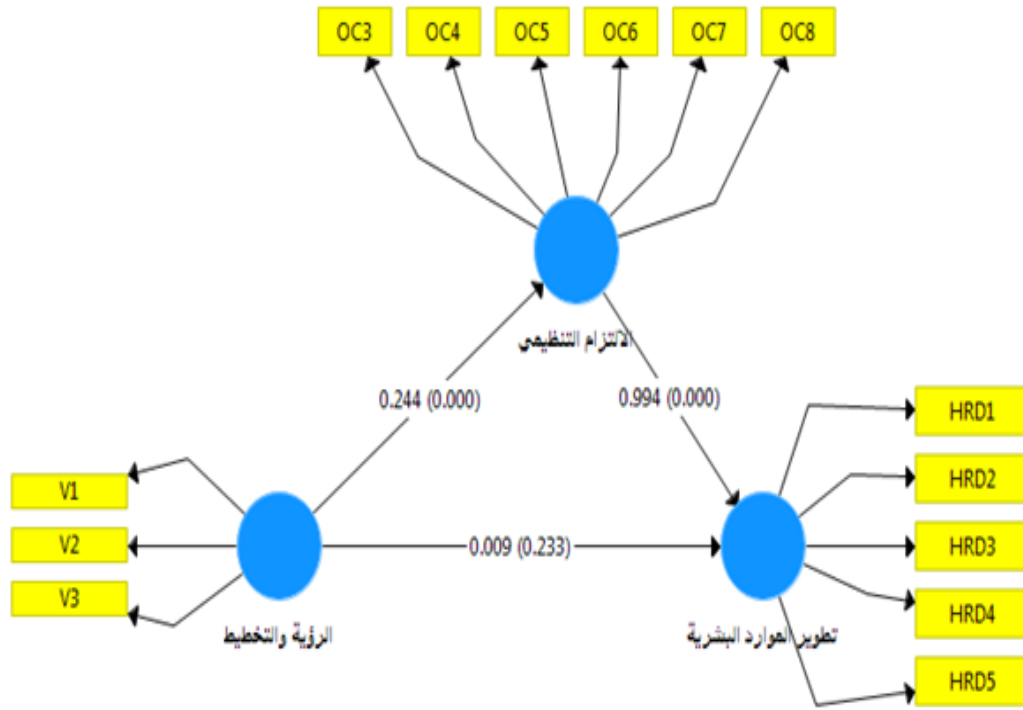 OC3
OC4
OC5
OC6
OC7
OC8
الالتزام التنظيمي
0.244 (0.000)
0.994 (0.000)
HRD1
HRD2
HRD3
HRD4
HRD5
V1
V2
V3
0.009 (0.233)
الرؤية والتخطيط
تطوير الموارد البشرية